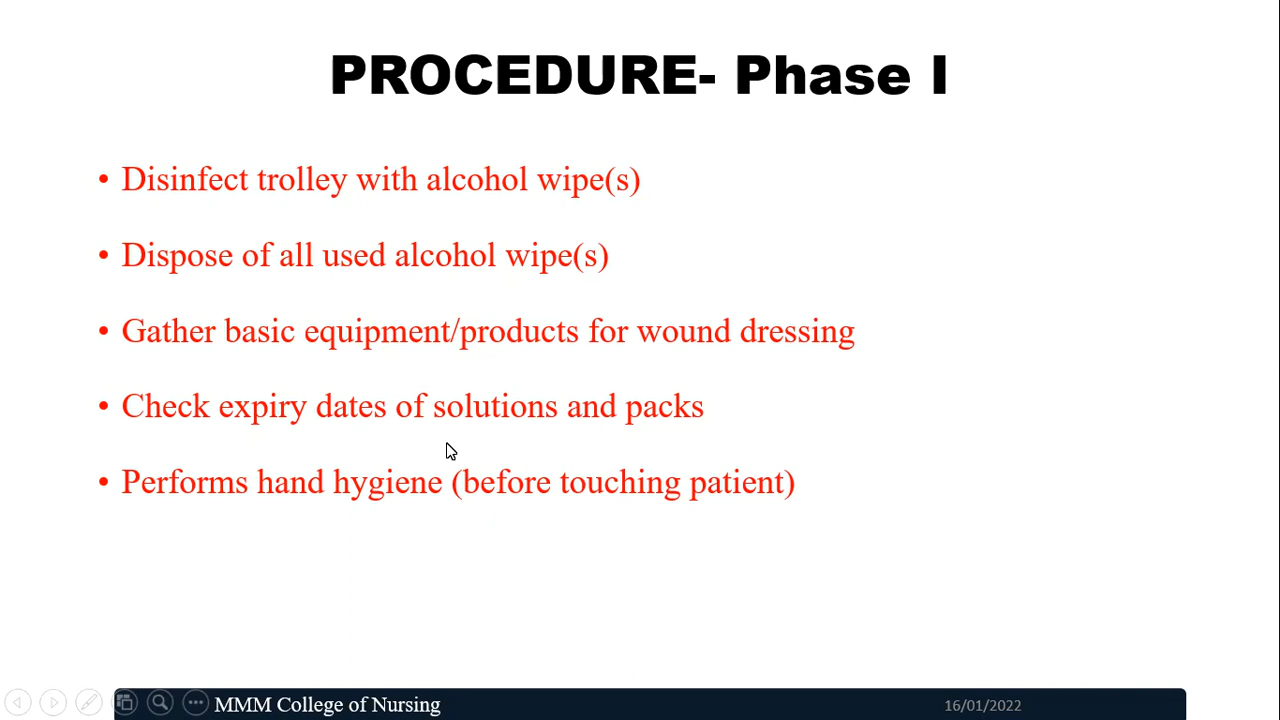 PROCEDURE- Phase I
• Disinfect trolley with alcohol wipe(s)
• Dispose of all used alcohol wipe(s)
• Gather basic equipment/products for wound dressing
• Check expiry dates of solutions and packs
• Performs hand hygiene (before touching patient)
MMM College of Nursing
16/01/2022